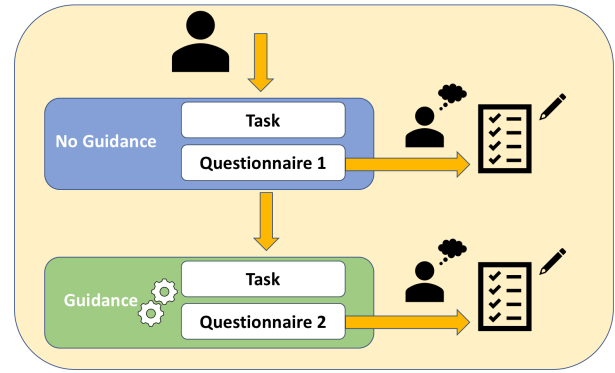 Task
No Guidance
Questionnaire 1
Task
Guidance
Questionnaire 2